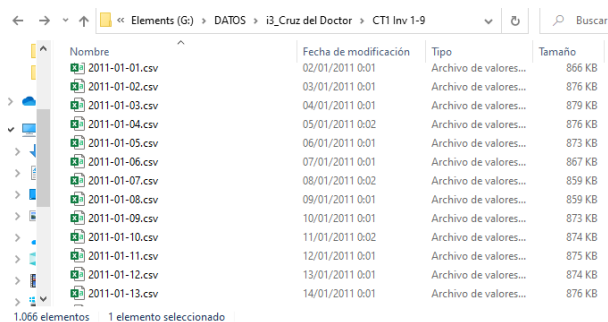 Elements (G:) › DATOS › i3_Cruz del Doctor › CT1 Inv 1-9 Buscar
Nombre Fecha de modificación Tipo Tamaño
2011-01-01.csv 02/01/2011 0:01 Archivo de valores... 866 KB
2011-01-02.csv 03/01/2011 0:01 Archivo de valores... 876 KB
2011-01-03.csv 04/01/2011 0:01 Archivo de valores... 879 KB
2011-01-04.csv 05/01/2011 0:02 Archivo de valores... 876 KB
2011-01-05.csv 06/01/2011 0:01 Archivo de valores... 873 KB
2011-01-06.csv 07/01/2011 0:01 Archivo de valores... 867 KB
2011-01-07.csv 08/01/2011 0:02 Archivo de valores... 859 KB
2011-01-08.csv 09/01/2011 0:01 Archivo de valores... 859 KB
2011-01-09.csv 10/01/2011 0:01 Archivo de valores... 873 KB
2011-01-10.csv 11/01/2011 0:02 Archivo de valores... 874 KB
2011-01-11.csv 12/01/2011 0:01 Archivo de valores... 875 KB
2011-01-12.csv 13/01/2011 0:01 Archivo de valores... 874 KB
2011-01-13.csv 14/01/2011 0:01 Archivo de valores... 876 KB
1.066 elementos 1 elemento seleccionado